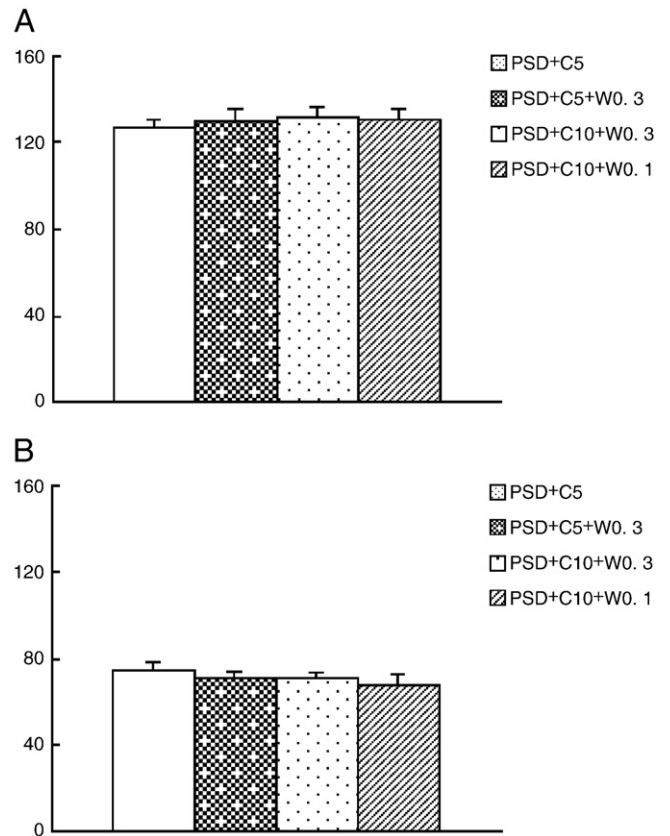 A
160
120
80
40
0
PSD+C5
PSD+C5+W0. 3
PSD+C10+W0. 3
PSD+C10+W0. 1
B
160
120
80
40
0
PSD+C5
PSD+C5+W0. 3
PSD+C10+W0. 3
PSD+C10+W0. 1